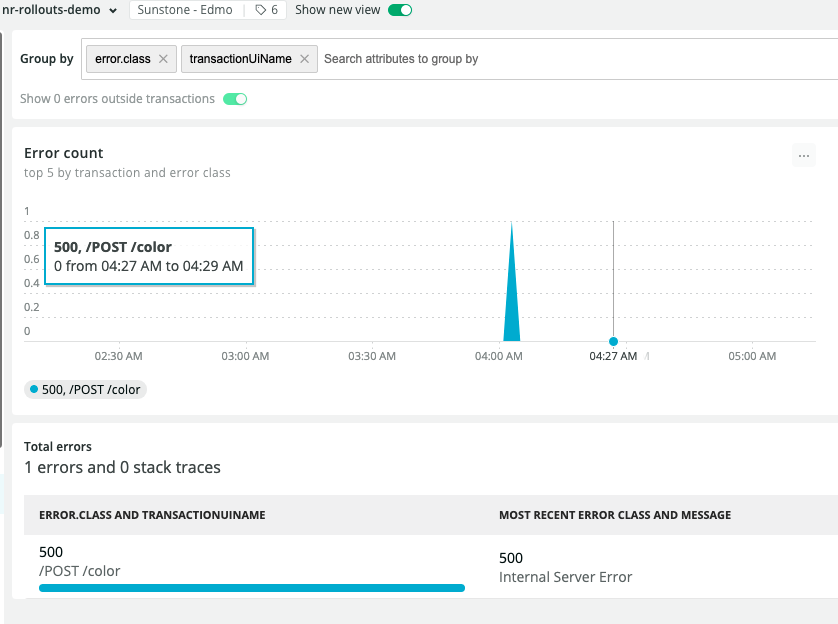 nr-rollouts-demo Sunstone - Edmo 6 Show new view
Group by error.class transactionUiName Search attributes to group by
Show 0 errors outside transactions
Error count
...
top 5 by transaction and error class
1
0.8
0.6
0.4
0.2
0
500, /POST /color
0 from 04:27 AM to 04:29 AM
02:30 AM 03:00 AM 03:30 AM 04:00 AM 04:27 AM 05:00 AM
500, /POST /color
Total errors
1 errors and 0 stack traces
ERROR.CLASS AND TRANSACTIONUINAME MOST RECENT ERROR CLASS AND MESSAGE
500
/POST /color
500
Internal Server Error